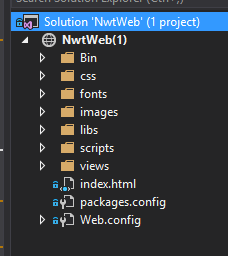 Solution 'NwtWeb' (1 project)
NwtWeb(1)
Bin
css
fonts
images
libs
scripts
views
index.html
packages.config
Web.config